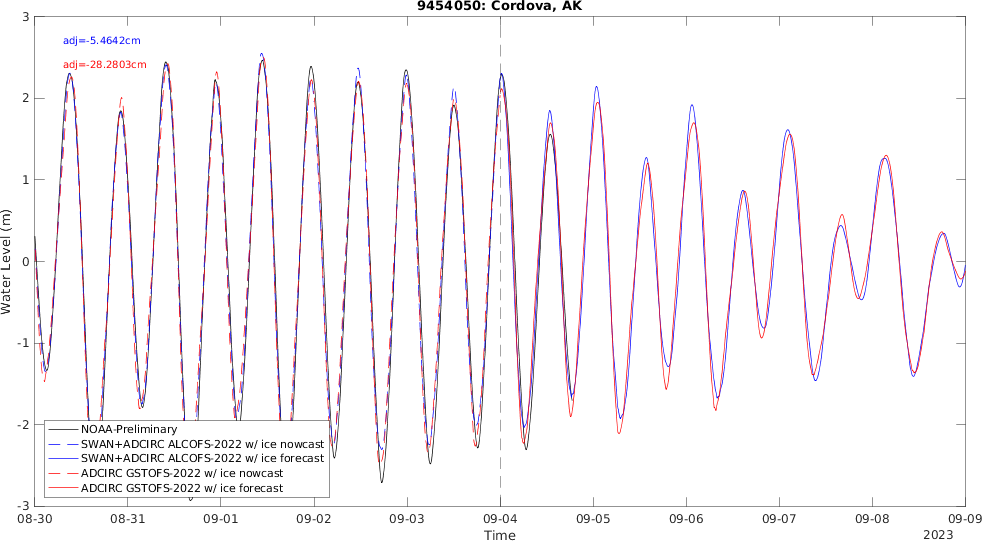 9454050: Cordova, AK
adj=-5.4642cm
adj=-28.2803cm
3
2
1
0
-1
-2
-3
Water Level (m)
NOAA-Preliminary
SWAN+ADCIRC ALCOFS-2022 w/ ice nowcast
SWAN+ADCIRC ALCOFS-2022 w/ ice forecast
ADCIRC GSTOFS-2022 w/ ice nowcast
ADCIRC GSTOFS-2022 w/ ice forecast
08-30 08-31 09-01 09-02 09-03 09-04 09-05 09-06 09-07 09-08 09-09
Time
2023